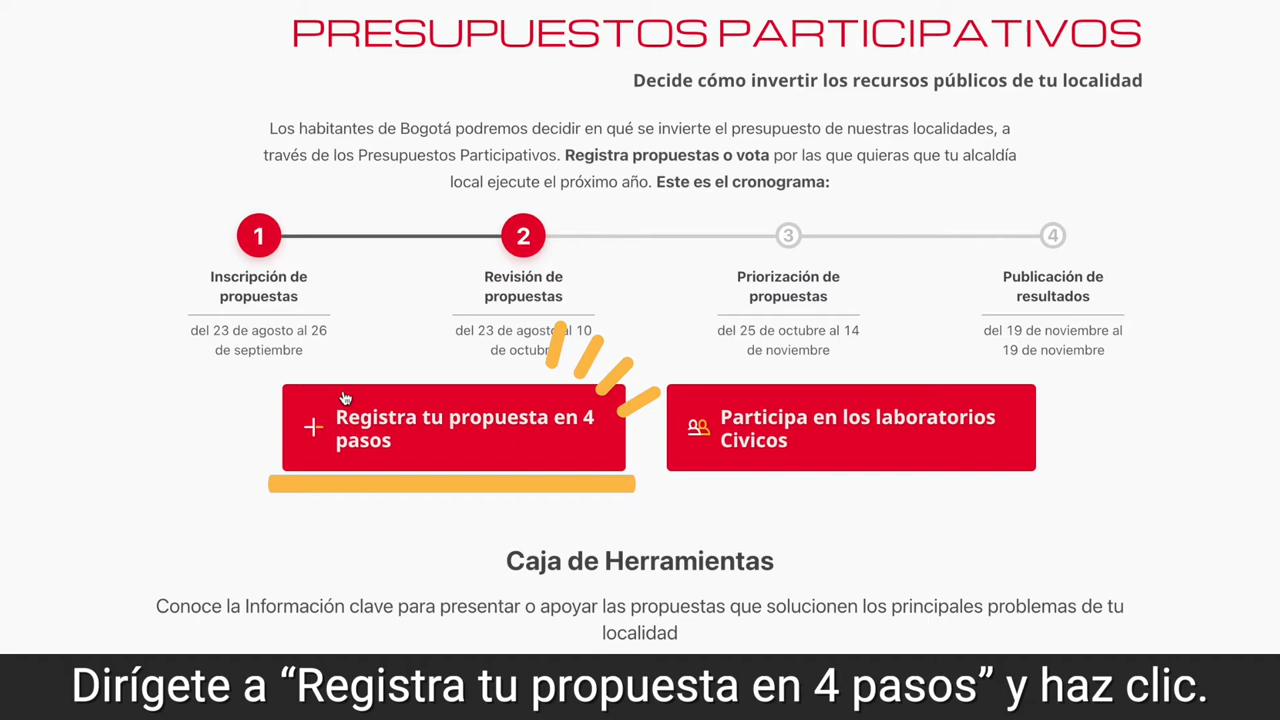 PRESUPUESTOS PARTICIPATIVOS
Decide cómo invertir los recursos públicos de tu localidad
Los habitantes de Bogotá podremos decidir en qué se invierte el presupuesto de nuestras localidades, a
través de los Presupuestos Participativos. Registra propuestas o vota por las que quieras que tu alcaldía
local ejecute el próximo año. Este es el cronograma:
1
2
3
4
Inscripción de
propuestas
del 23 de agosto al 26
de septiembre
Revisión de
propuestas
del 23 de agosto al 10
de octubre
Priorización de
propuestas
del 25 de octubre al 14
de noviembre
Publicación de
resultados
del 19 de noviembre al
19 de noviembre
Registra tu propuesta en 4
pasos
Participa en los laboratorios
Civicos
Caja de Herramientas
Conoce la Información clave para presentar o apoyar las propuestas que solucionen los principales problemas de tu
localidad
Dirígete a “Registra tu propuesta en 4 pasos” y haz clic.